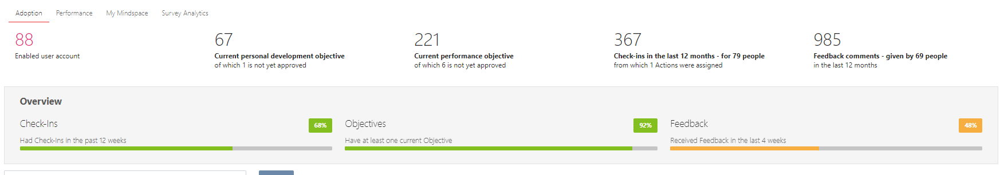 Adoption Performance My Mindspace Survey Analytics
88 67 221 367 985
Enabled user account Current personal development objective Current performance objective Check-ins in the last 12 months - for 79 people Feedback comments - given by 69 people
of which 1 is not yet approved of which 6 is not yet approved from which 1 Actions were assigned in the last 12 months
Overview
Check-Ins 68% Objectives 92% Feedback 48%
Had Check-Ins in the past 12 weeks Have at least one current Objective Received Feedback in the last 4 weeks